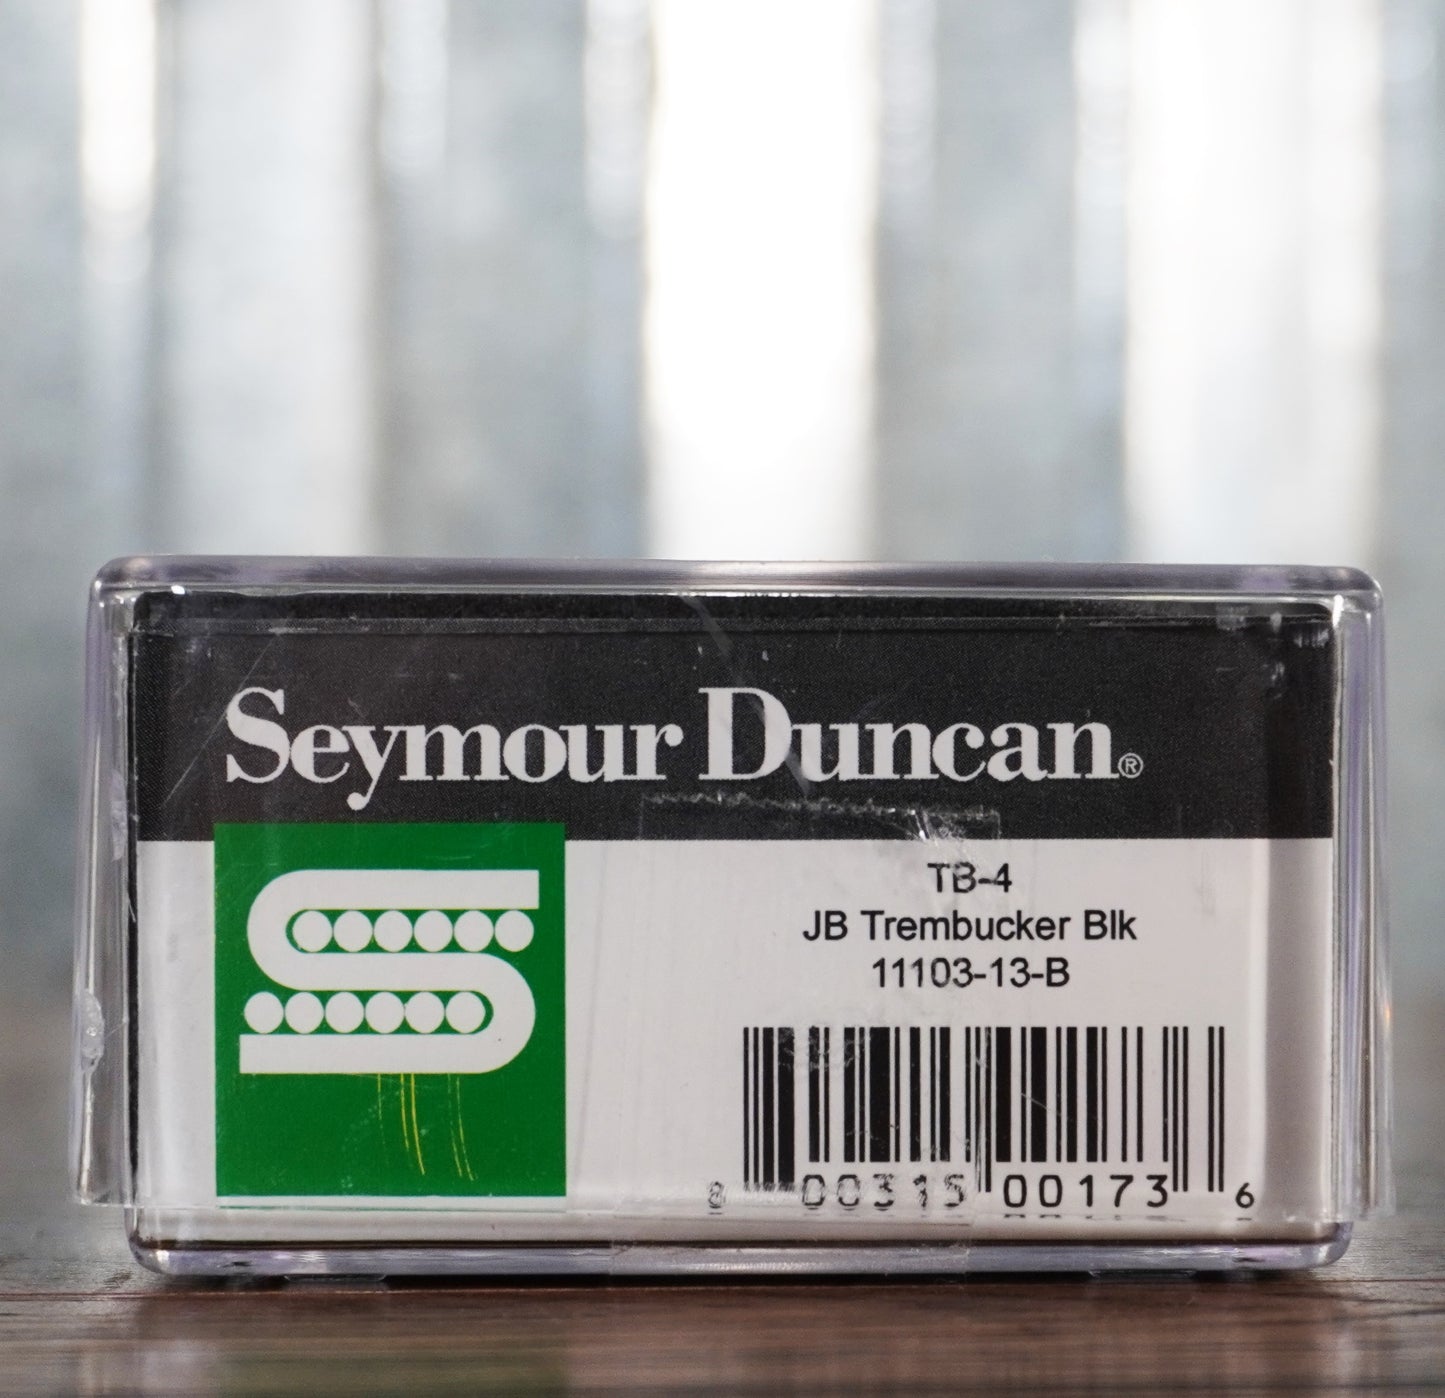 Seymour Duncan®
TB-4
JB Trembucker Blk
11103-13-B
8 00315 00173 6